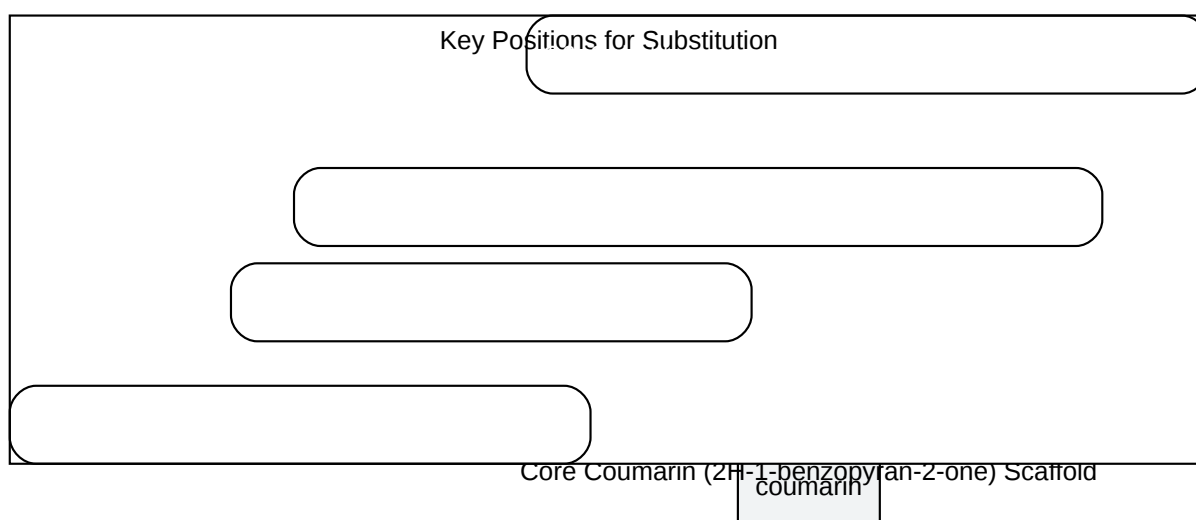 Key Positions for Substitution
Core Coumarin (2H-1-benzopyran-2-one) Scaffold
coumarin